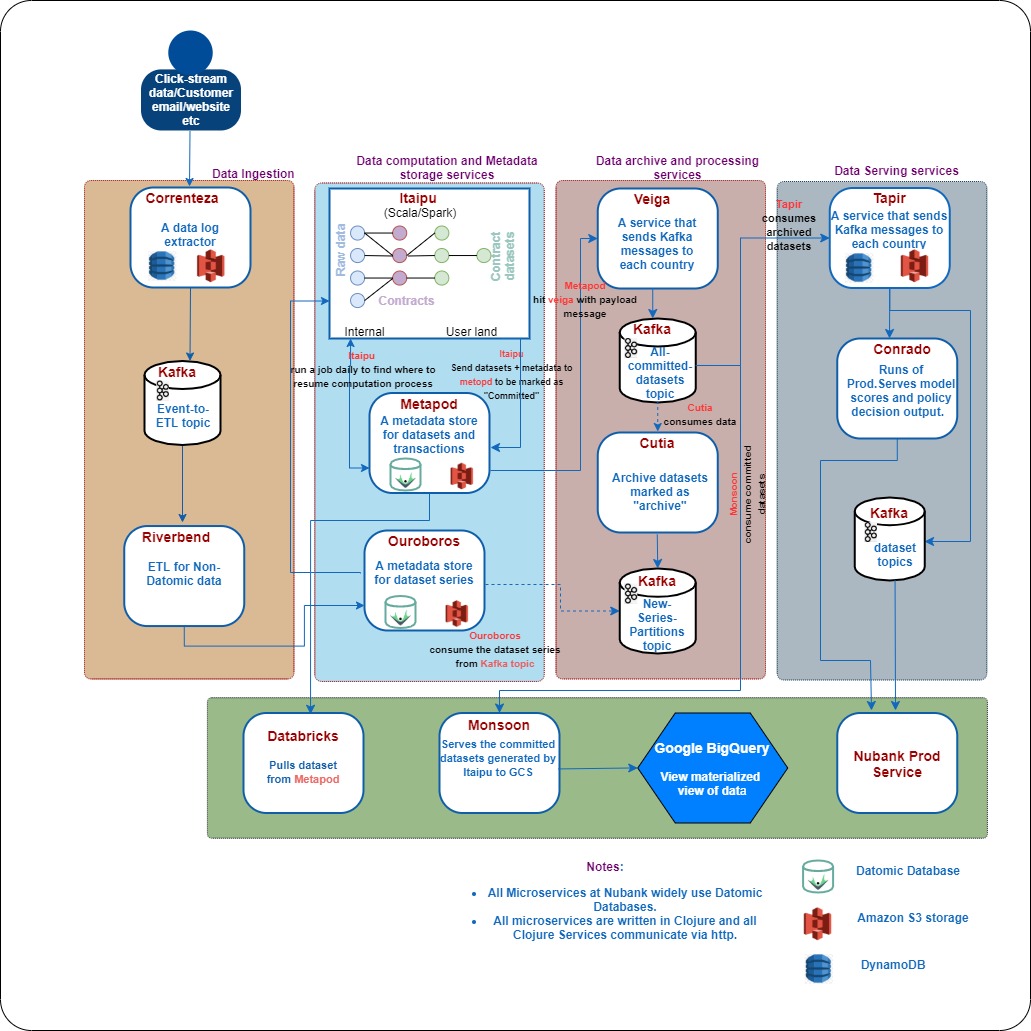 Click-stream
data/Customer
email/website
etc
Data Ingestion
Correnteza
A data log
extractor
Kafka
Event-to-
ETL topic
Riverbend
ETL for Non-
Datomic data
Data computation and Metadata
storage services
Itaipu
(Scala/Spark)
Raw data
Contract
datasets
Contracts
Internal
User land
Itaipu
run a job daily to find where to
resume computation process
Itaipu
Send datasets + metadata to
metopd to be marked as
"Committed"
Metapod
A metadata store
for datasets and
transactions
Ouroboros
A metadata store
for dataset series
Ouroboros
consume the dataset series
from Kafka topic
Data archive and processing
services
Veiga
A service that
sends Kafka
messages to
each country
Metapod
hit veiga with payload
message
Kafka
All-
committed-
datasets
topic
Cutia
consumes data
Cutia
Archive datasets
marked as
"archive"
Kafka
New-
Series-
Partitions
topic
Monsoon
consume committed
datasets
Data Serving services
Tapir
consumes
archived
datasets
Tapir
A service that sends
Kafka messages to
each country
Conrado
Runs of
Prod.Serves model
scores and policy
decision output.
Kafka
dataset
topics
Databricks
Pulls dataset
from Metapod
Monsoon
Serves the committed
datasets generated by
Itaipu to GCS
Google BigQuery
View materialized
view of data
Nubank Prod
Service
Notes:
• All Microservices at Nubank widely use Datomic
Databases.
• All microservices are written in Clojure and all
Clojure Services communicate via http.
Datomic Database
Amazon S3 storage
DynamoDB